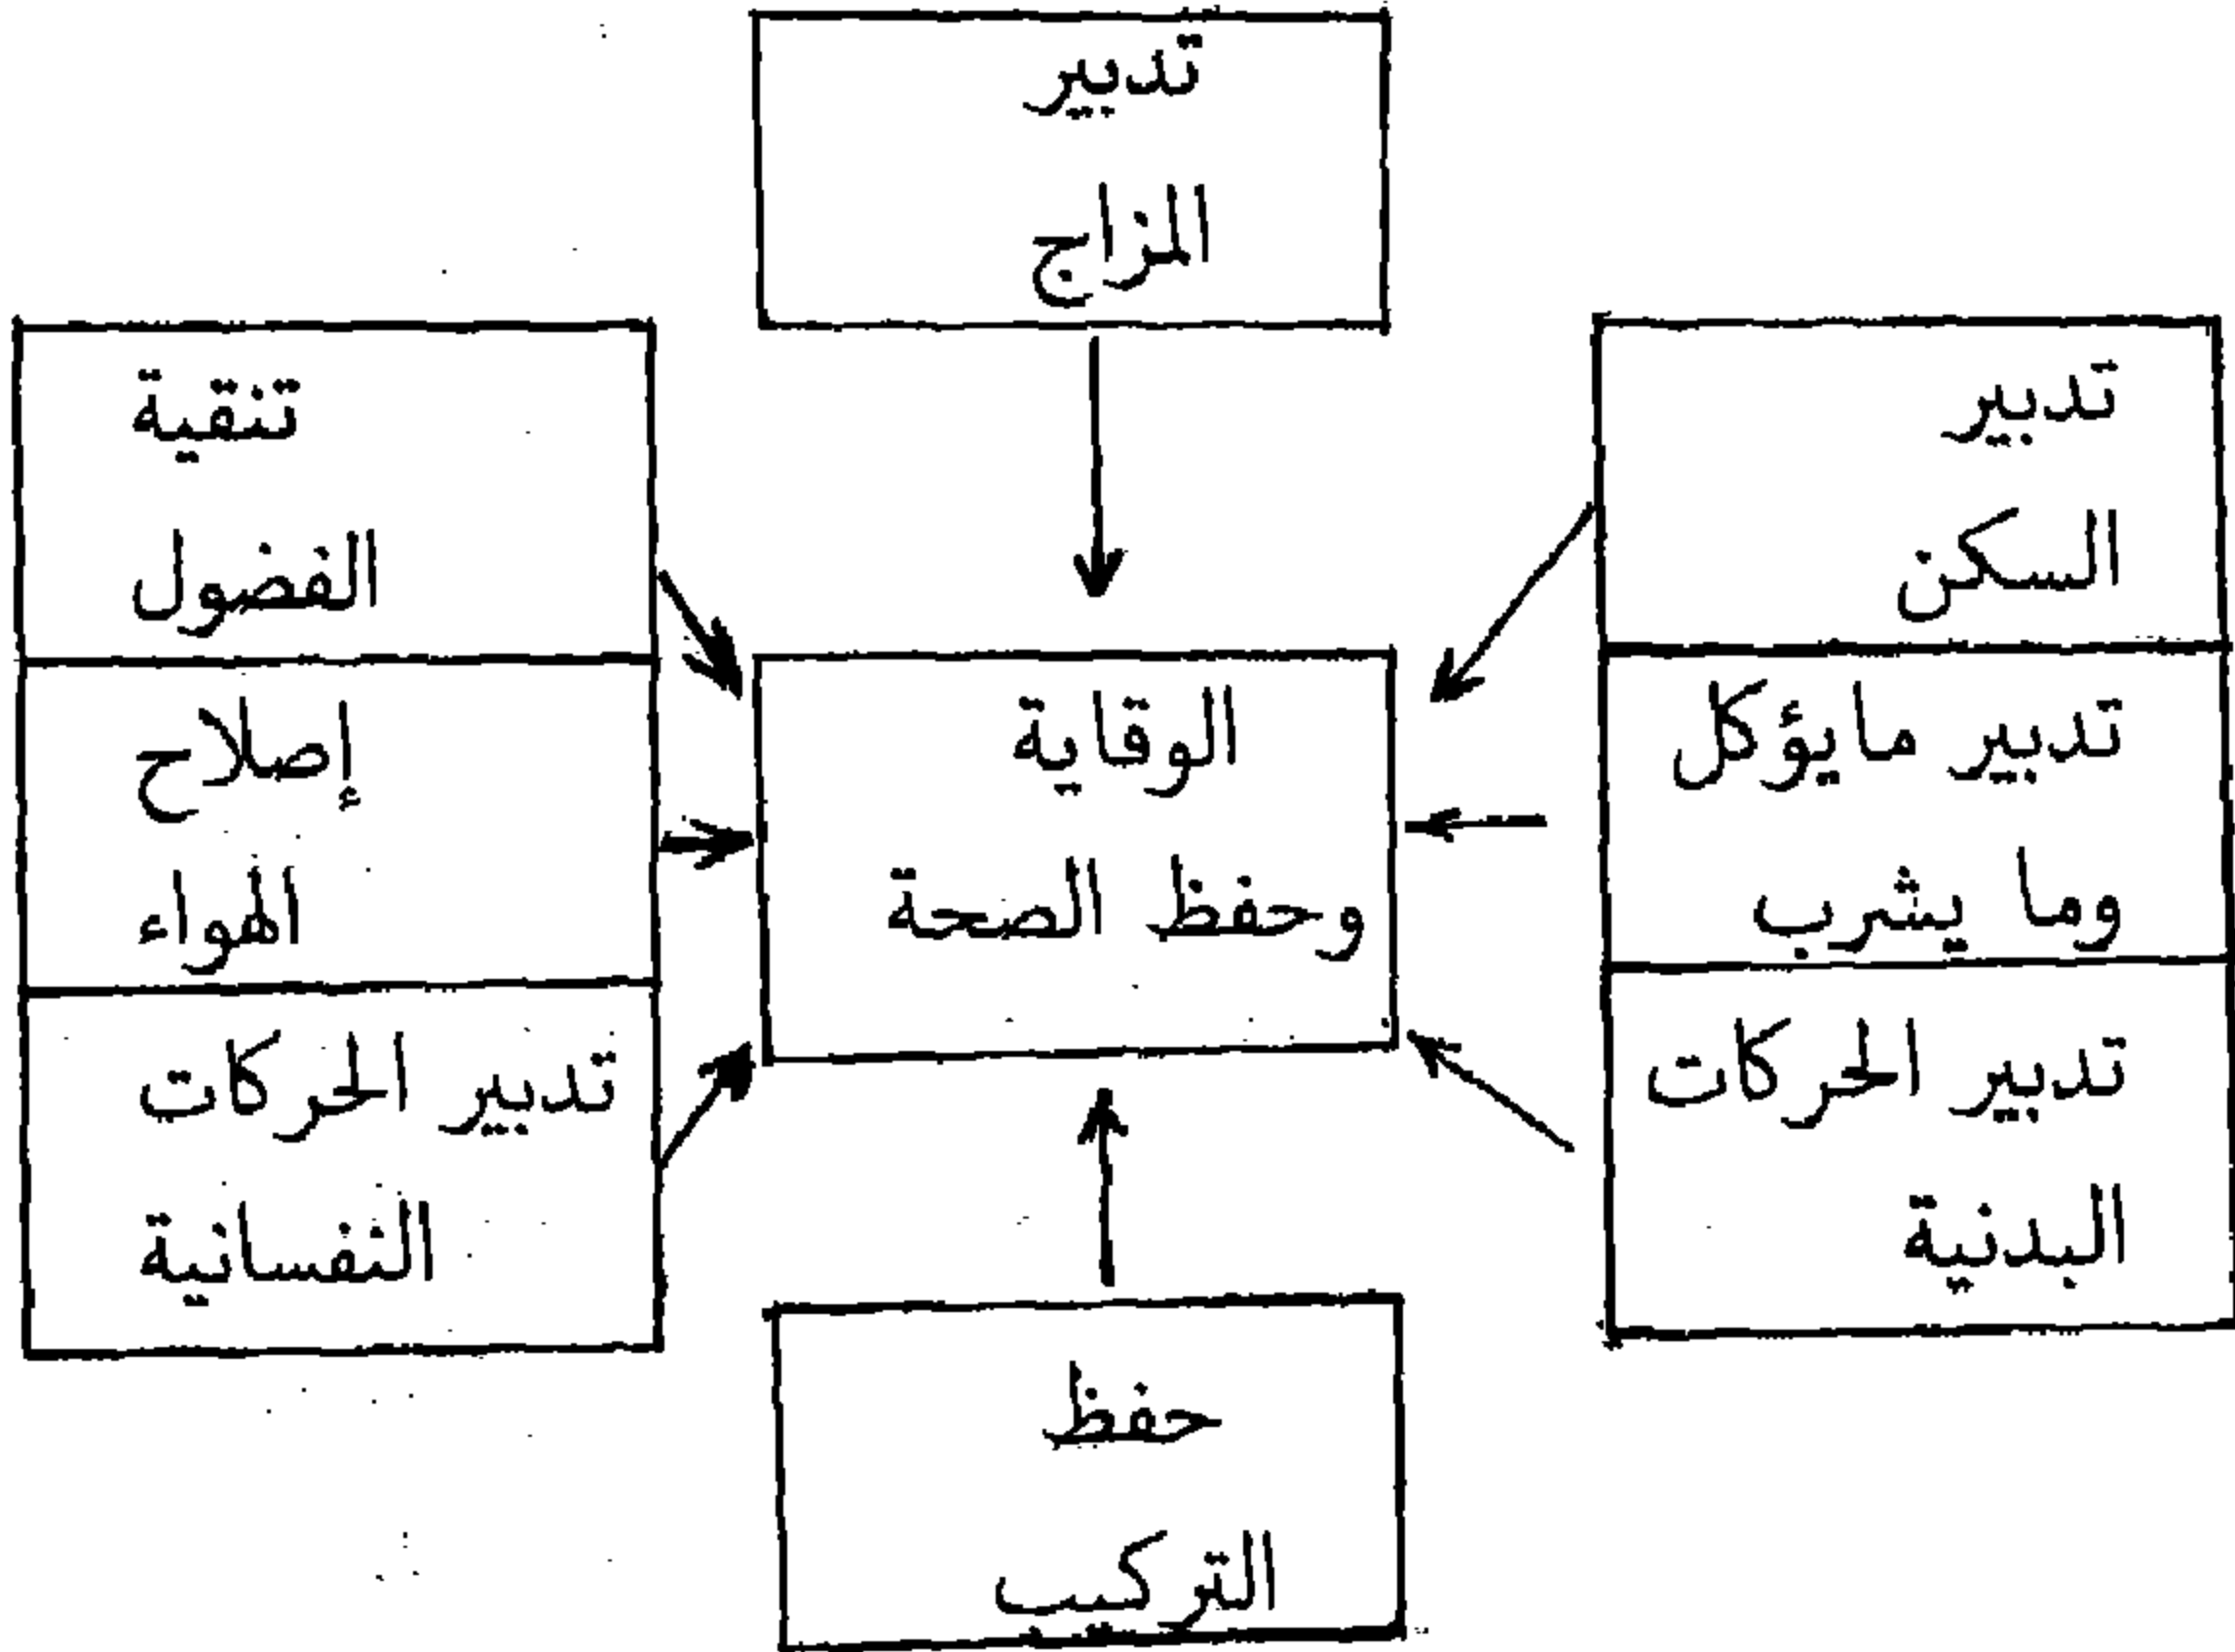 تدبير
المزاج
تدبير
السكن
تدبير مايؤكل
وما يشرب
تدبير الحركات
البدنية
الوقاية
وحفظ الصحة
تنقية
الفضول
إصلاح
الهواء
تدبير الحركات
النفسانية
حفظ
التركيب